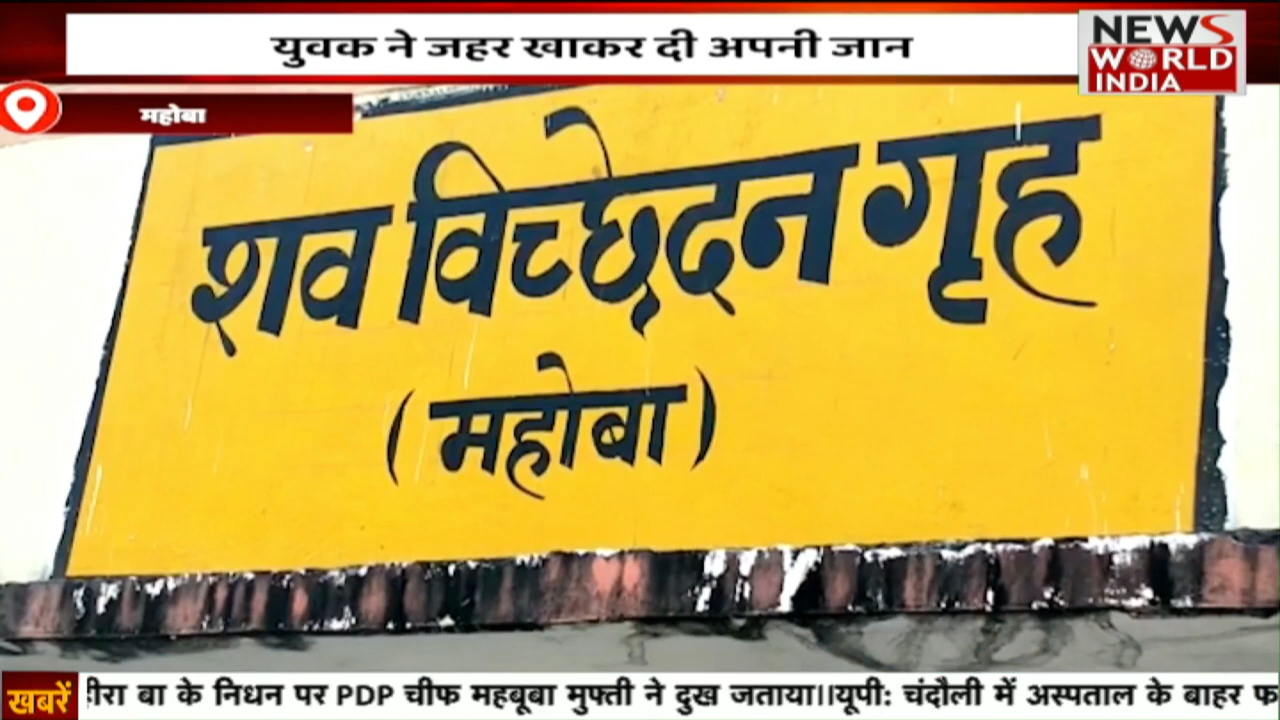 युवक ने जहर खाकर दी अपनी जान
NEWS
WORLD
INDIA
महोबा
शव विच्छेदन गृह
(महोबा)
खबरें
हीरा बा के निधन पर PDP चीफ महबूबा मुफ्ती ने दुख जताया||यूपी: चंदौली में अस्पताल के बाहर